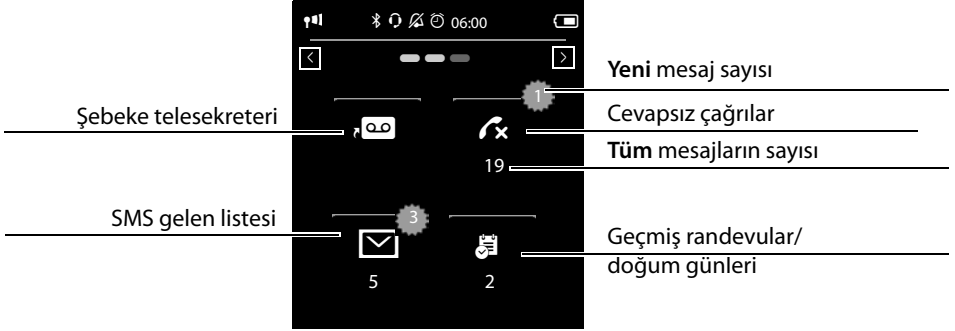 06:00
Yeni mesaj sayısı
1
Şebeke telesekreteri
Cevapsız çağrılar
Tüm mesajların sayısı
19
SMS gelen listesi
3
Geçmiş randevular/
doğum günleri
5
2